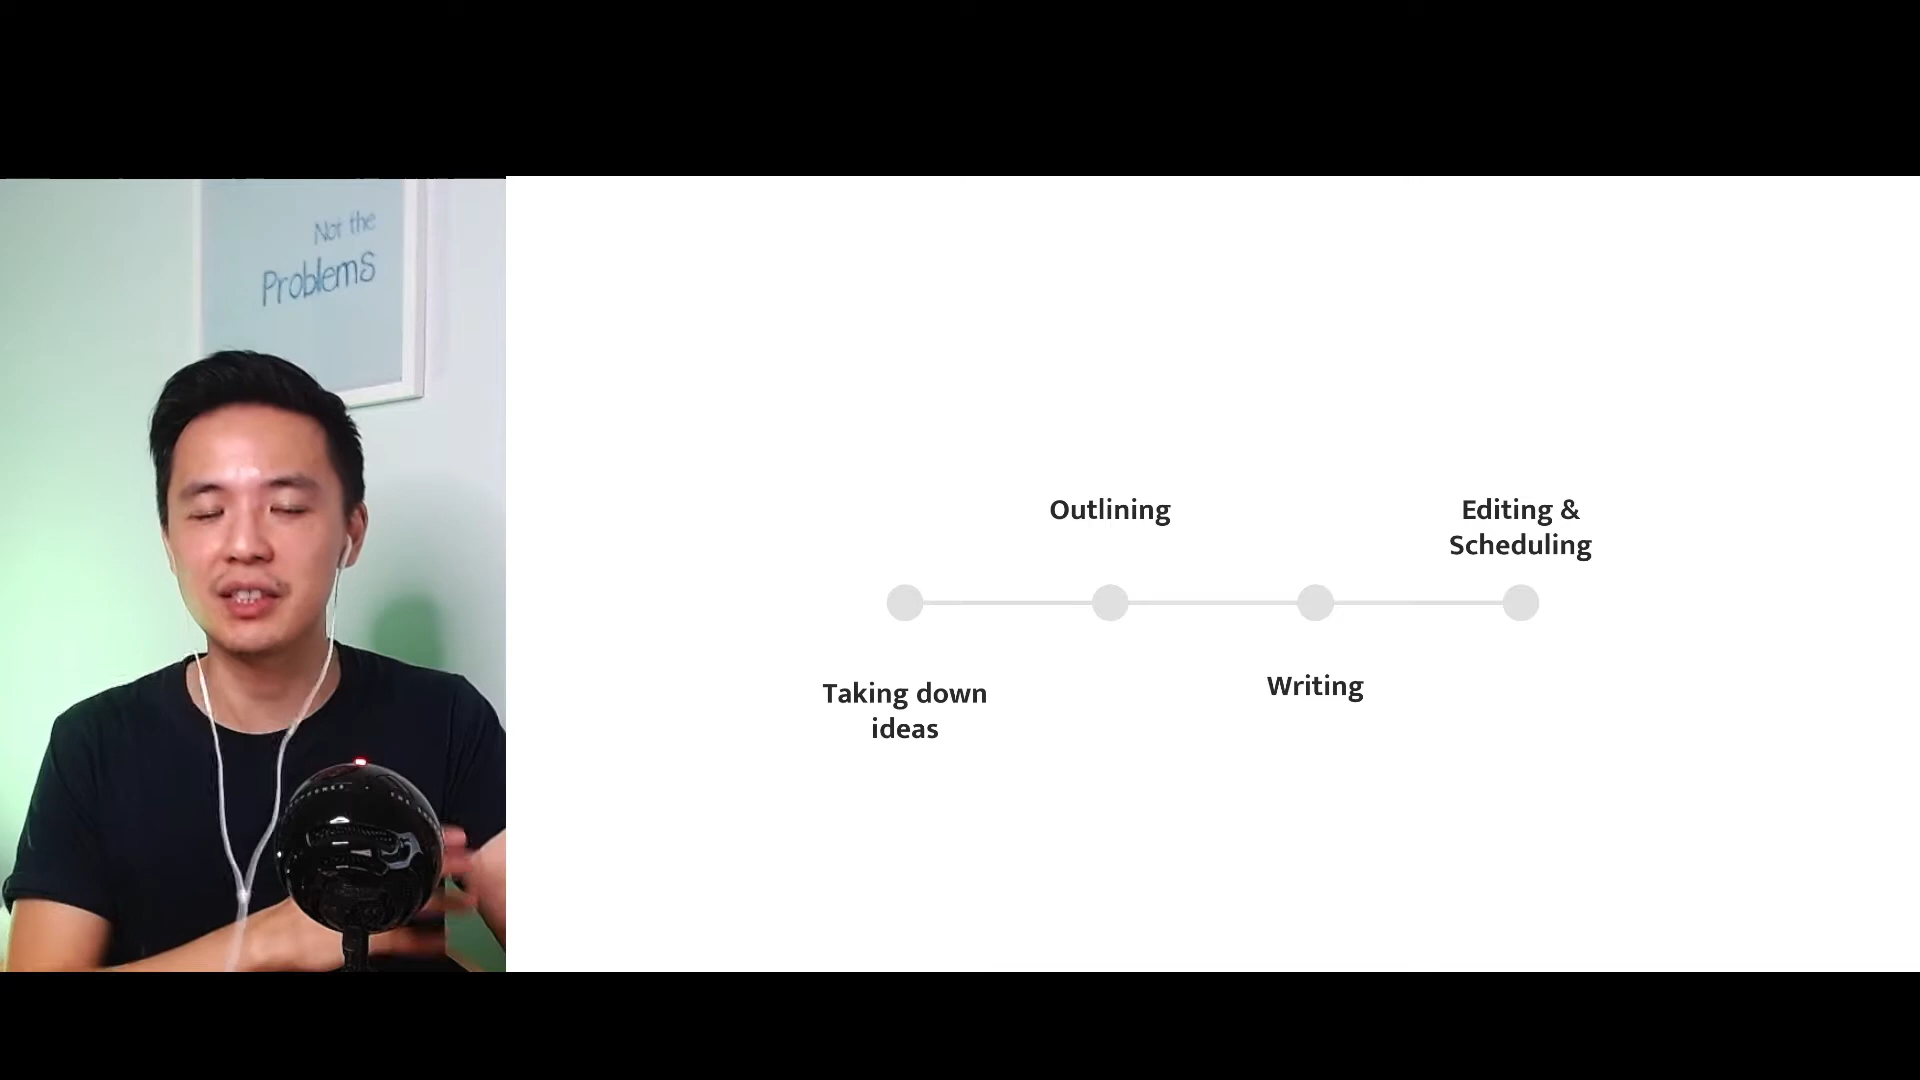 Not the
Problems
Outlining
Editing &
Scheduling
Taking down
ideas
Writing